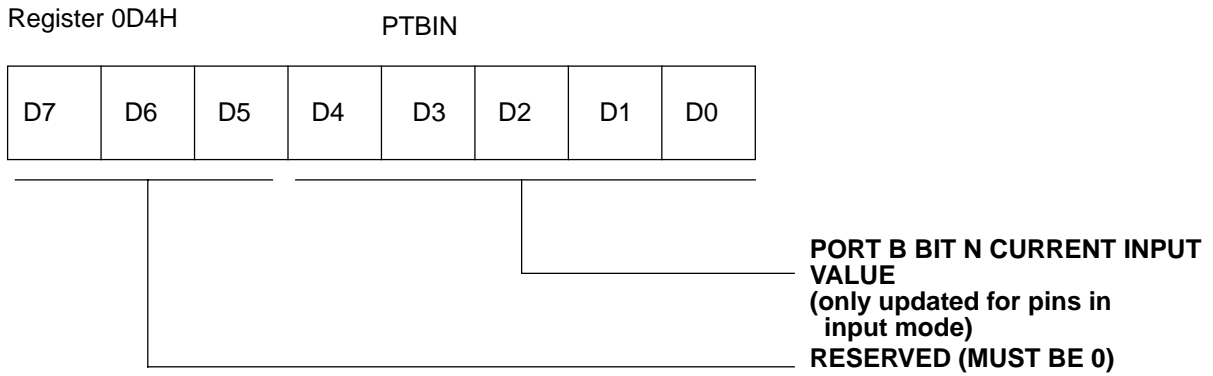 Register 0D4H
PTBIN
D7 D6 D5 D4 D3 D2 D1 D0
PORT B BIT N CURRENT INPUT
VALUE
(only updated for pins in
input mode)
RESERVED (MUST BE 0)